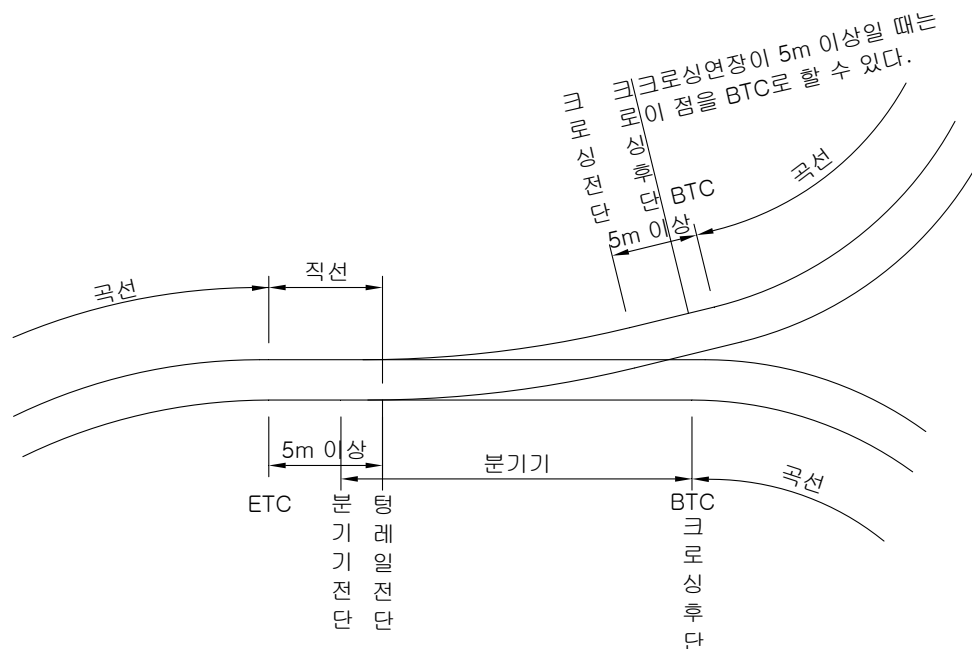 크로싱연장이 5m 이상일 때는
이 점을 BTC로 할 수 있다.
크로싱전단
크로싱후단
BTC
곡선
5m 이상
곡선
직선
5m 이상
분기기
곡선
ETC
분기기전단
텅레일전단
BTC
크로싱후단